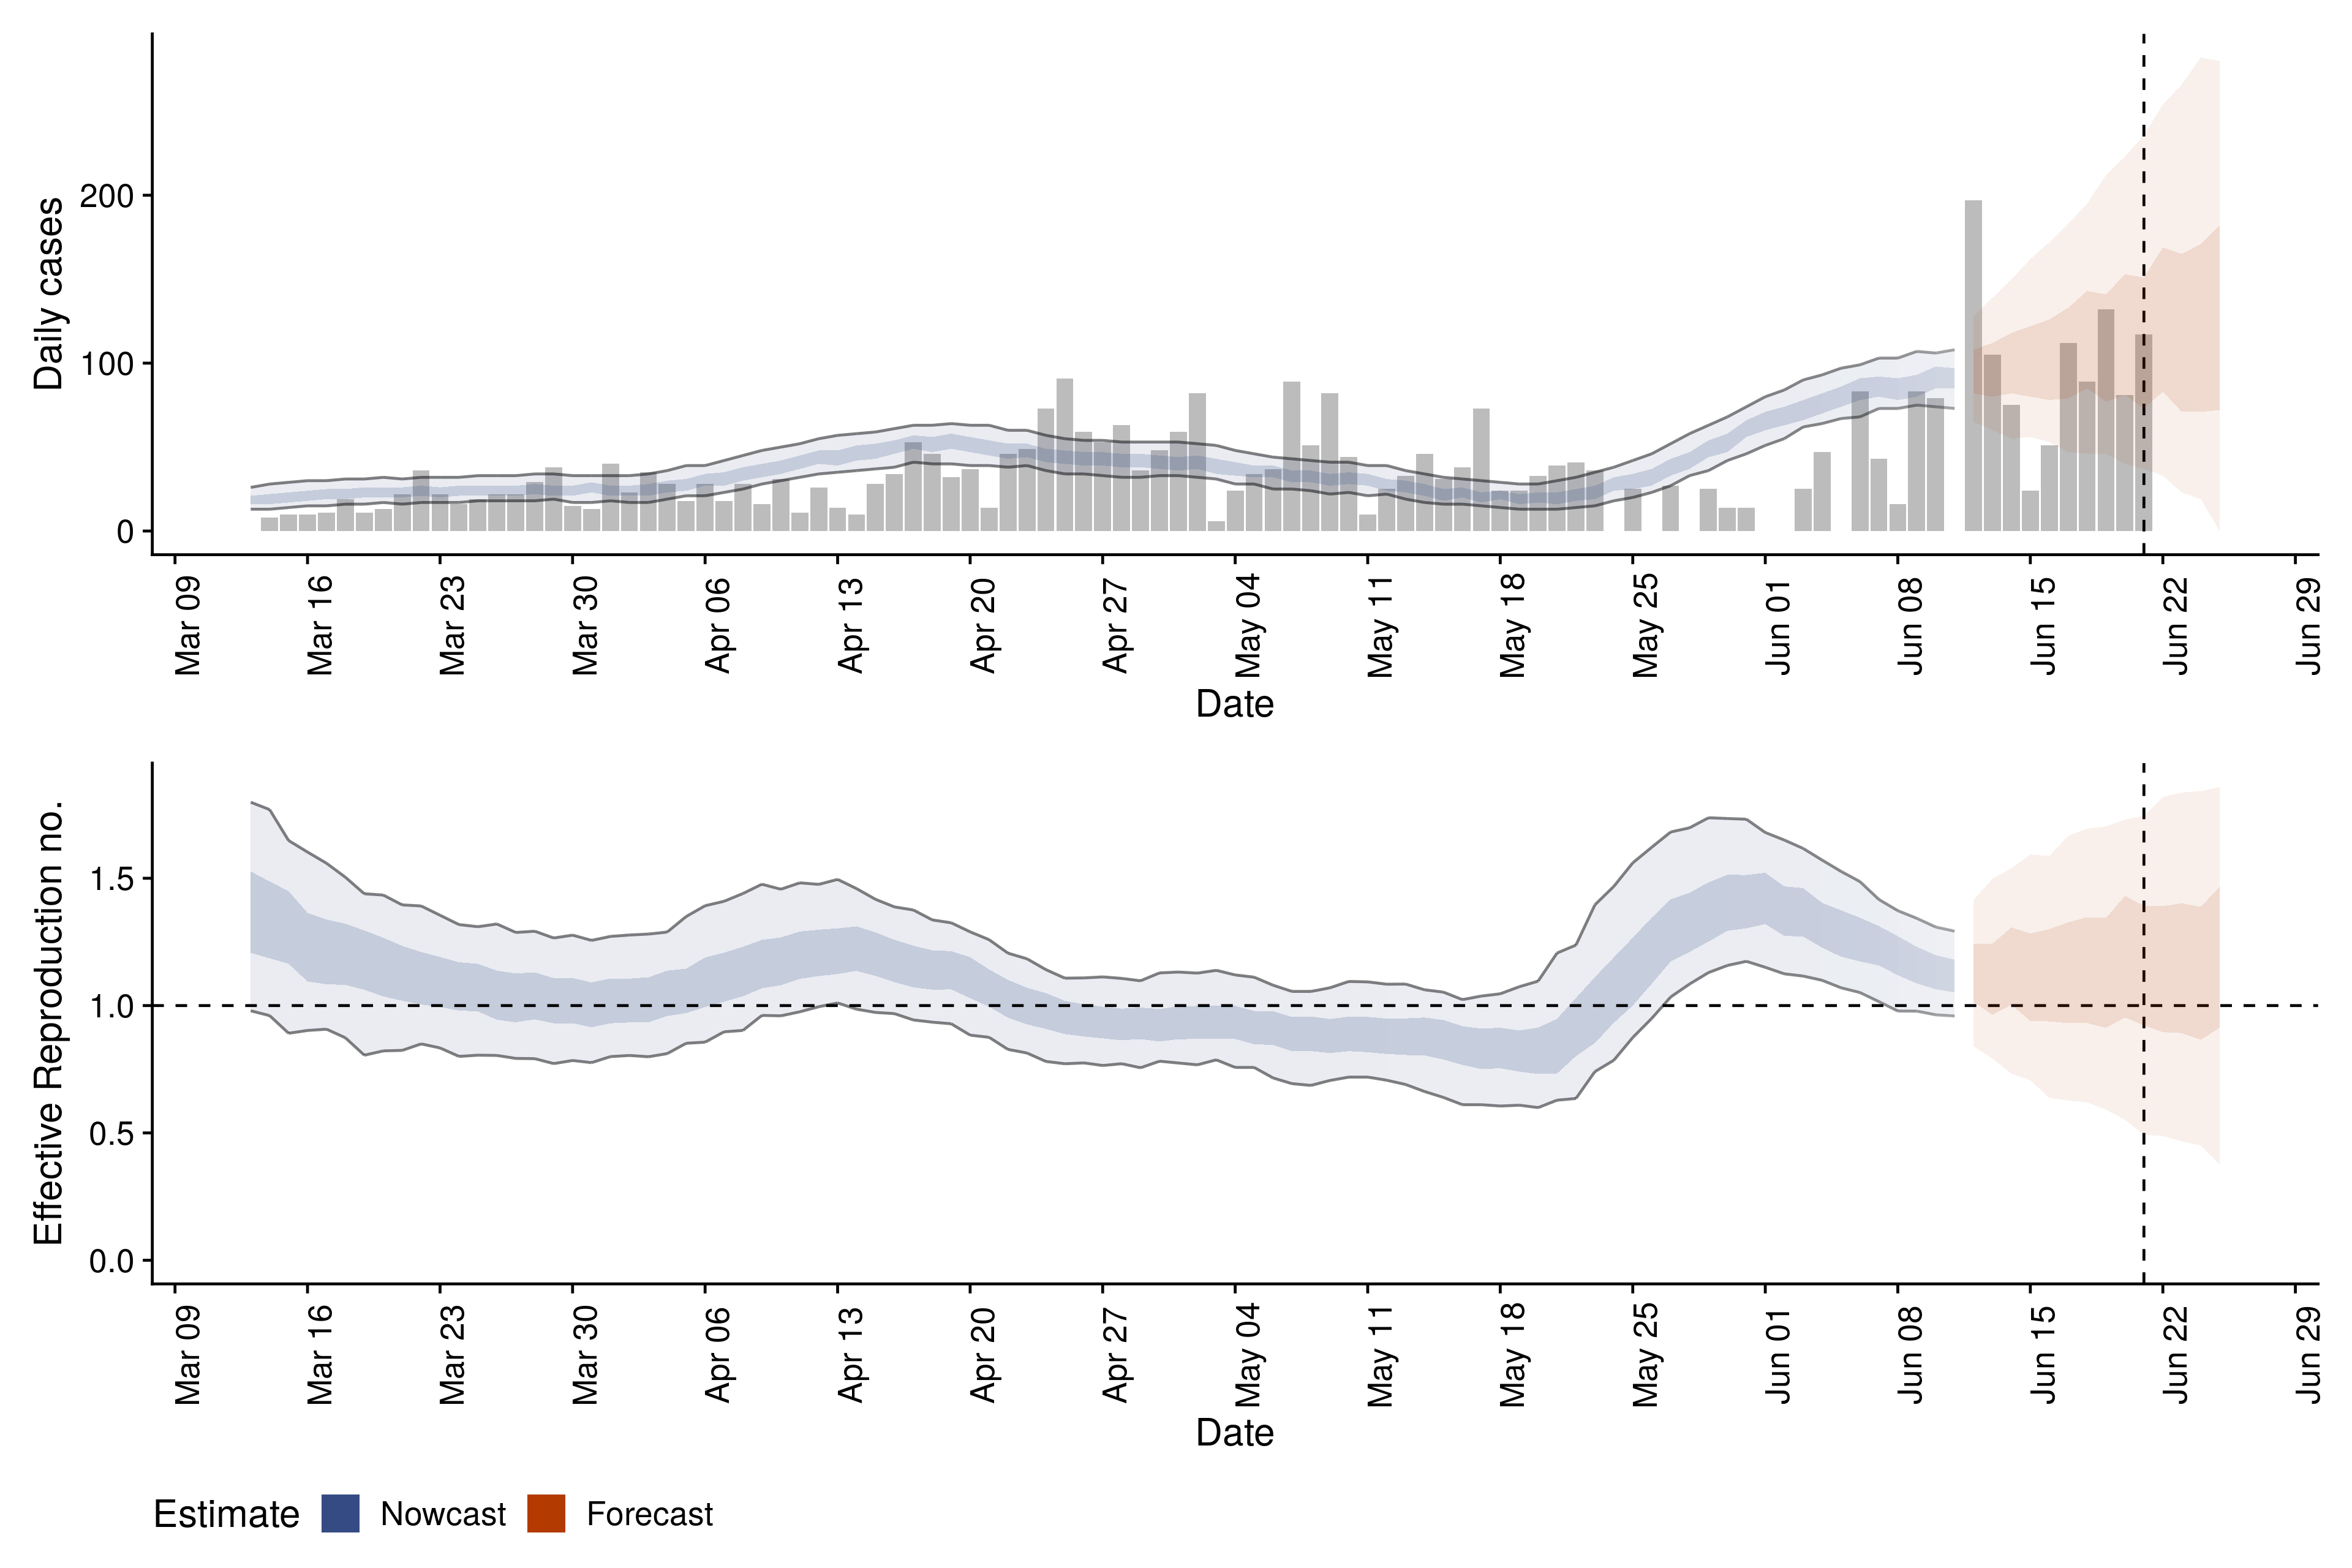 Daily cases
200
100
0
Mar 09
Mar 16
Mar 23
Mar 30
Apr 06
Apr 13
Apr 20
Apr 27
May 04
May 11
May 18
May 25
Jun 01
Jun 08
Jun 15
Jun 22
Jun 29
Date
Effective Reproduction no.
1.5
1.0
0.5
0.0
Mar 09
Mar 16
Mar 23
Mar 30
Apr 06
Apr 13
Apr 20
Apr 27
May 04
May 11
May 18
May 25
Jun 01
Jun 08
Jun 15
Jun 22
Jun 29
Date
Estimate Nowcast Forecast